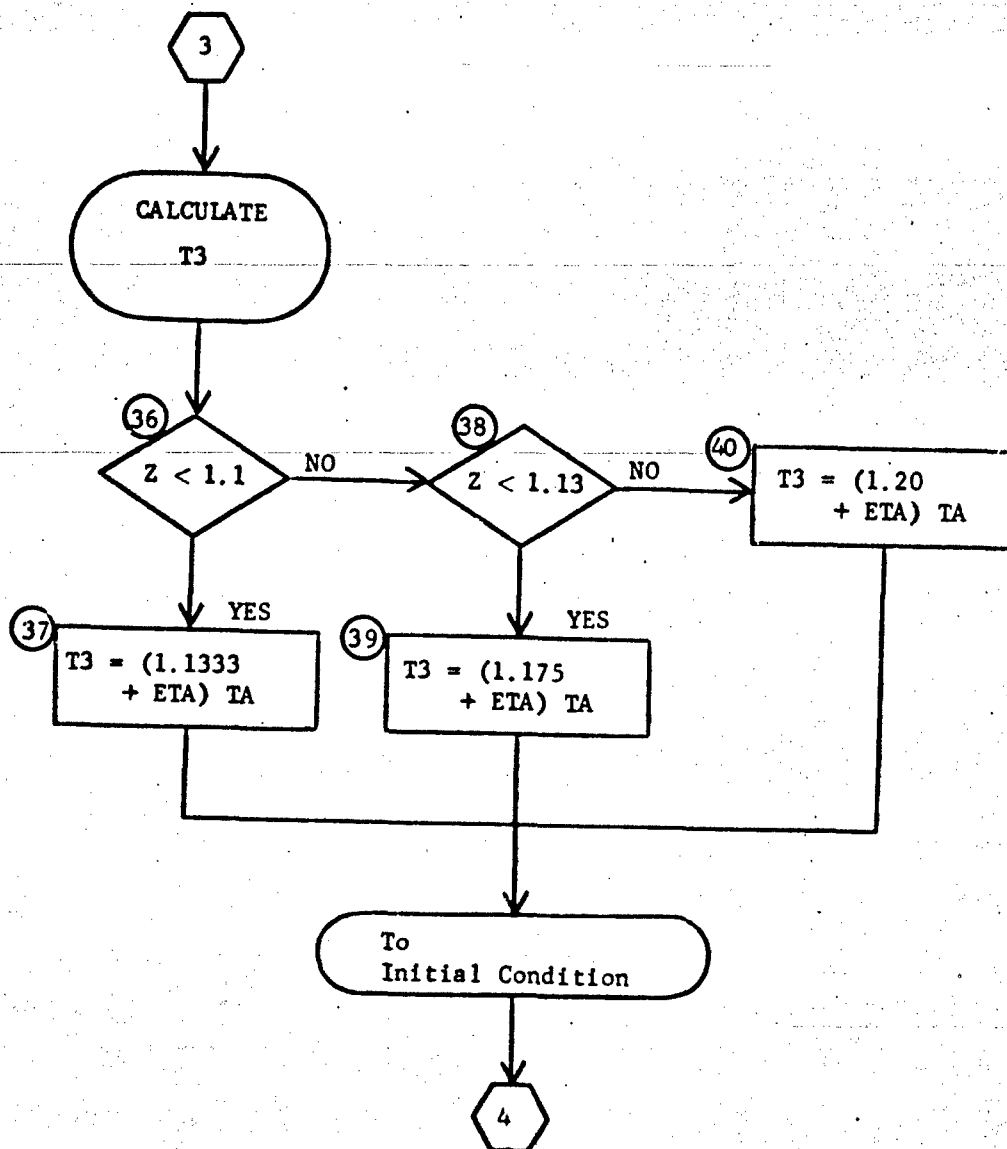 3
CALCULATE
T3
36
Z < 1.1
NO
38
Z < 1.13
NO
40
T3 = (1.20
+ ETA) TA
YES
37
T3 = (1.1333
+ ETA) TA
YES
39
T3 = (1.175
+ ETA) TA
To
Initial Condition
4